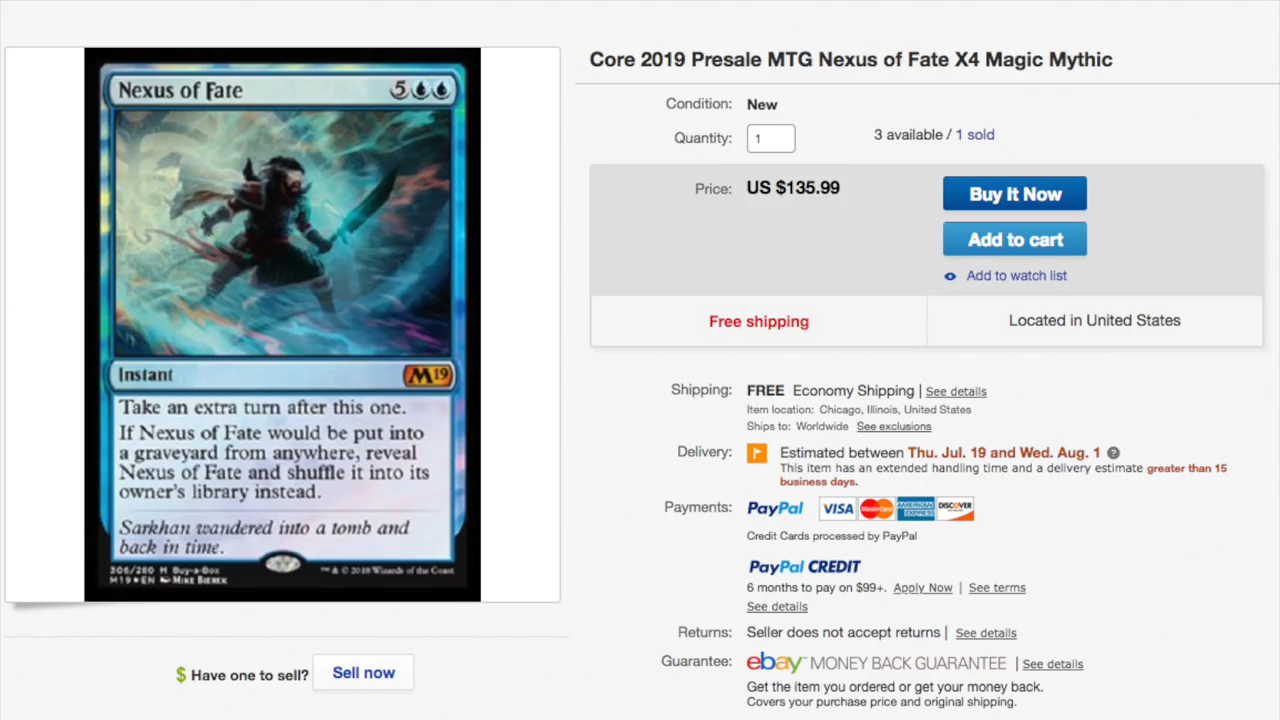 Nexus of Fate 5
Instant
M19
Take an extra turn after this one.
If Nexus of Fate would be put into
a graveyard from anywhere, reveal
Nexus of Fate and shuffle it into its
owner's library instead.
Sarkhan wandered into a tomb and
back in time.
306/280 M Buy-a-Box
M19★EN Mike Bierek
™ & © 2018 Wizards of the Coast
$ Have one to sell? Sell now
Core 2019 Presale MTG Nexus of Fate X4 Magic Mythic
Condition: New
Quantity: 1 3 available / 1 sold
Price: US $135.99 Buy It Now
Add to cart
Add to watch list
Free shipping Located in United States
Shipping: FREE Economy Shipping | See details
Item location: Chicago, Illinois, United States
Ships to: Worldwide See exclusions
Delivery: Estimated between Thu. Jul. 19 and Wed. Aug. 1 ?
This item has an extended handling time and a delivery estimate greater than 15
business days.
Payments: PayPal VISA MasterCard AMERICAN EXPRESS DISCOVER
Credit Cards processed by PayPal
PayPal CREDIT
6 months to pay on $99+. Apply Now | See terms
See details
Returns: Seller does not accept returns | See details
Guarantee: ebay™ MONEY BACK GUARANTEE | See details
Get the item you ordered or get your money back.
Covers your purchase price and original shipping.